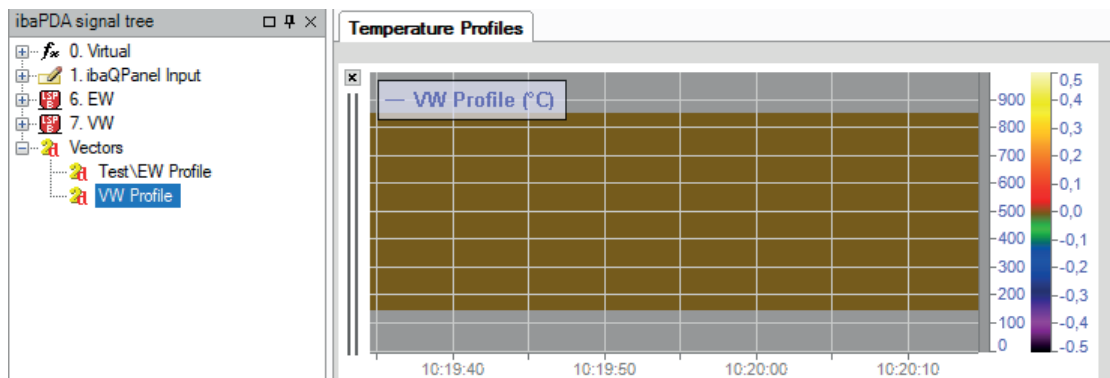 ibaPDA signal tree
0. Virtual
1. ibaQPanel Input
6. EW
7. VW
Vectors
Test\EW Profile
VW Profile
Temperature Profiles
VW Profile (°C)
900
800
700
600
500
400
300
200
100
0
0,5
0,4
0,3
0,2
0,1
0,0
-0,1
-0,2
-0,3
-0,4
-0.5
10:19:40 10:19:50 10:20:00 10:20:10